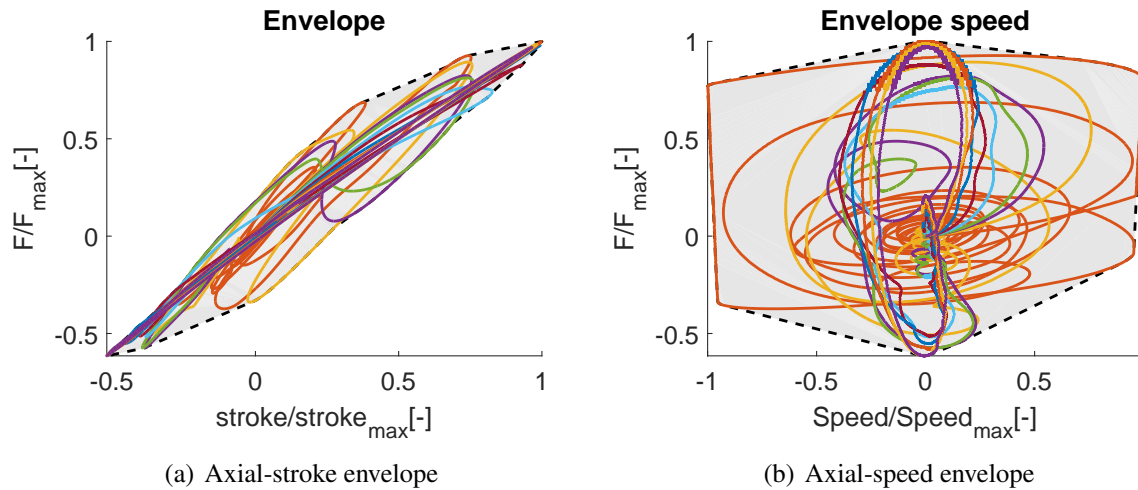 Envelope
1
0.5
0
-0.5
F/F_max[-]
-0.5
0
0.5
1
stroke/stroke_max[-]
(a) Axial-stroke envelope
Envelope speed
1
0.5
0
-0.5
F/F_max[-]
-1
-0.5
0
0.5
Speed/Speed_max[-]
(b) Axial-speed envelope